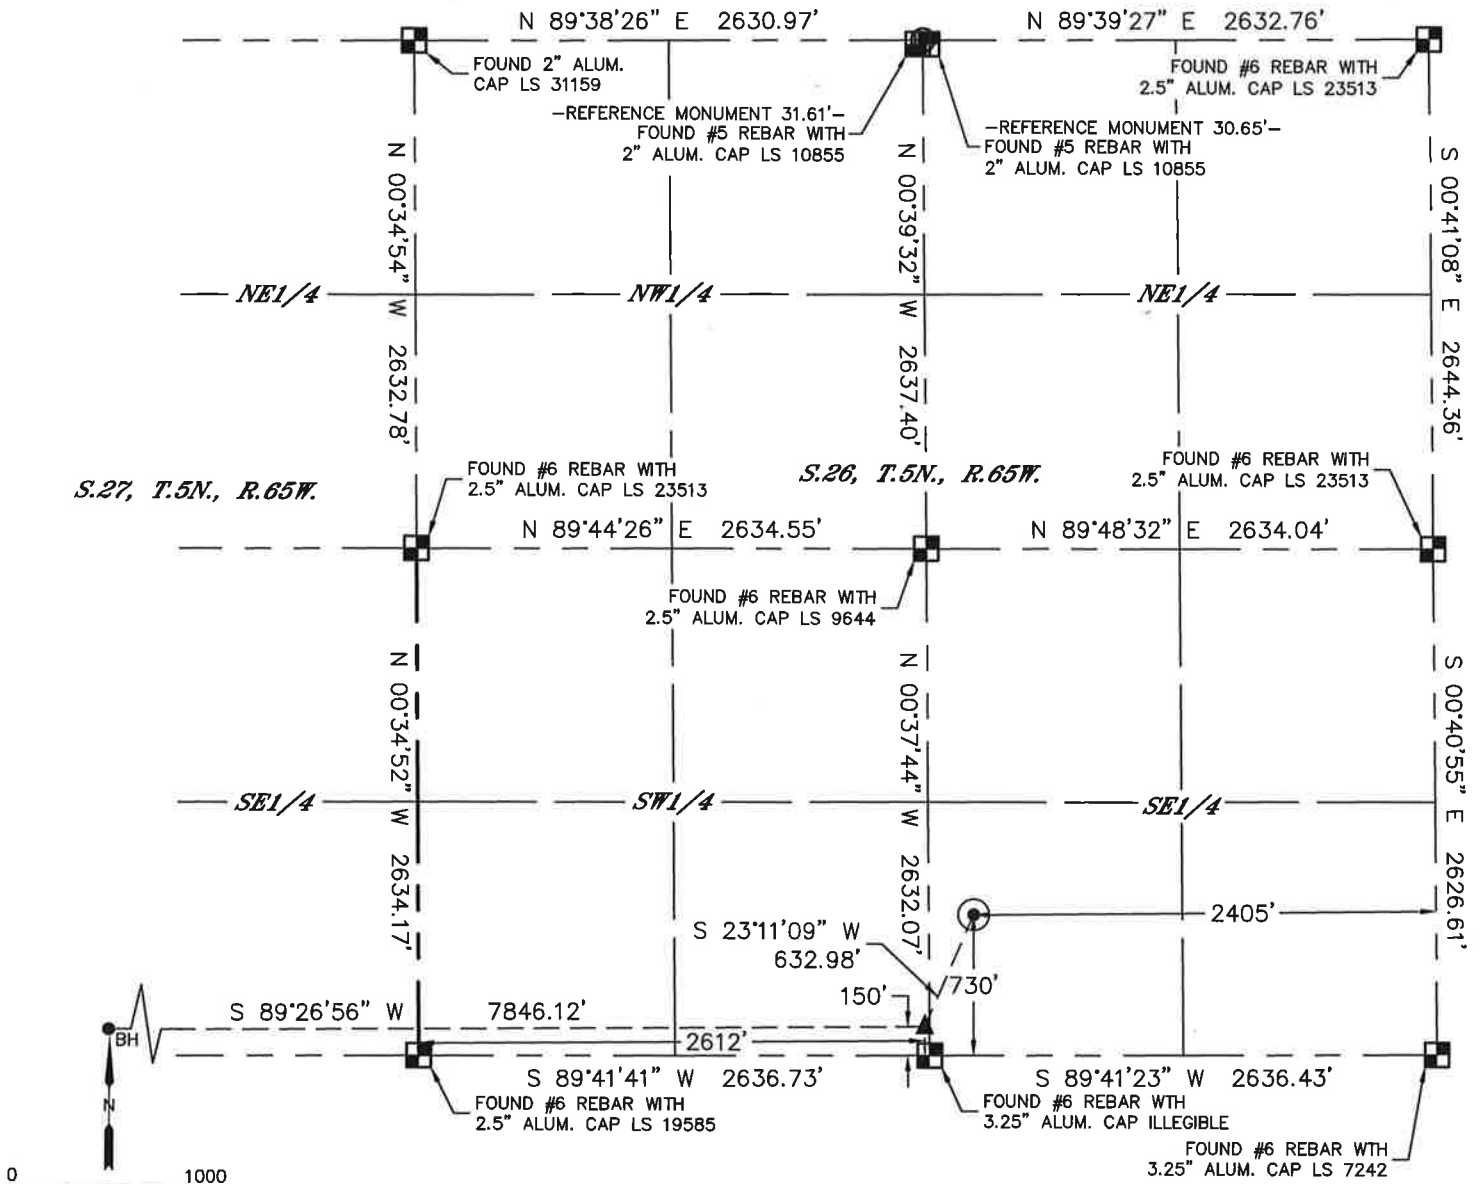 N 89°38'26" E 2630.97'
N 89°39'27" E 2632.76'
FOUND 2" ALUM.
CAP LS 31159
FOUND #6 REBAR WITH
2.5" ALUM. CAP LS 23513
-REFERENCE MONUMENT 31.61'-
FOUND #5 REBAR WITH
2" ALUM. CAP LS 10855
-REFERENCE MONUMENT 30.65'-
FOUND #5 REBAR WITH
2" ALUM. CAP LS 10855
N 00°34'54" W 2632.78'
N 00°39'32" W 2637.40'
S 00°41'08" E 2644.36'
NE1/4
NW1/4
NE1/4
S.27, T.5N., R.65W.
FOUND #6 REBAR WITH
2.5" ALUM. CAP LS 23513
S.26, T.5N., R.65W.
FOUND #6 REBAR WITH
2.5" ALUM. CAP LS 23513
N 89°44'26" E 2634.55'
N 89°48'32" E 2634.04'
FOUND #6 REBAR WITH
2.5" ALUM. CAP LS 9644
N 00°34'52" W 2634.17'
N 00°37'44" W 2632.07'
S 00°40'55" E 2626.61'
SE1/4
SW1/4
SE1/4
2405'
S 23°11'09" W
632.98'
730'
150'
S 89°26'56" W 7846.12'
BH
2612'
S 89°41'41" W 2636.73'
S 89°41'23" W 2636.43'
FOUND #6 REBAR WITH
2.5" ALUM. CAP LS 19585
FOUND #6 REBAR WTH
3.25" ALUM. CAP ILLEGIBLE
FOUND #6 REBAR WTH
3.25" ALUM. CAP LS 7242
N
0 1000